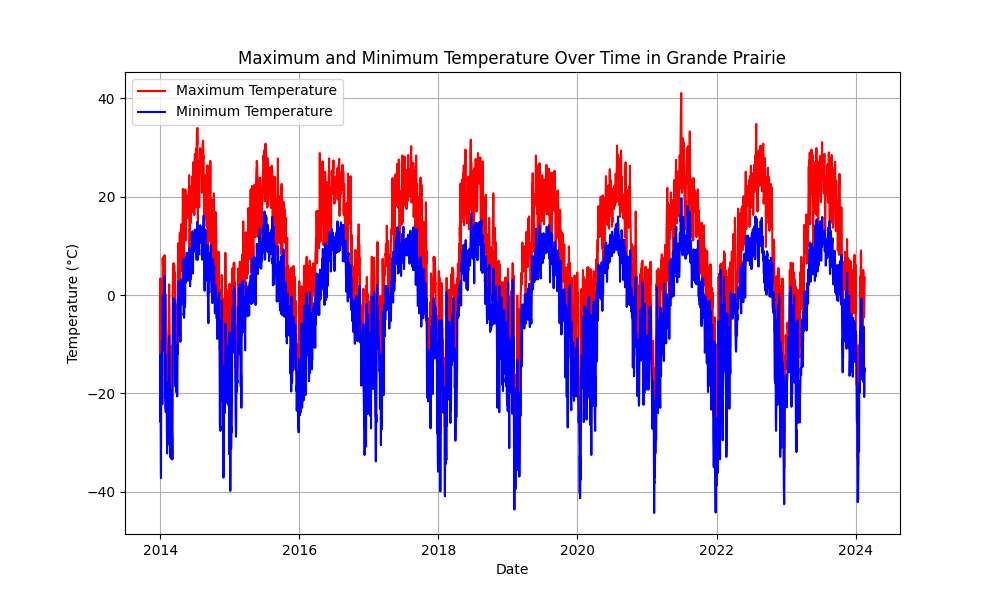 Maximum and Minimum Temperature Over Time in Grande Prairie
Maximum Temperature
Minimum Temperature
40
20
0
−20
−40
Temperature (°C)
2014 2016 2018 2020 2022 2024
Date